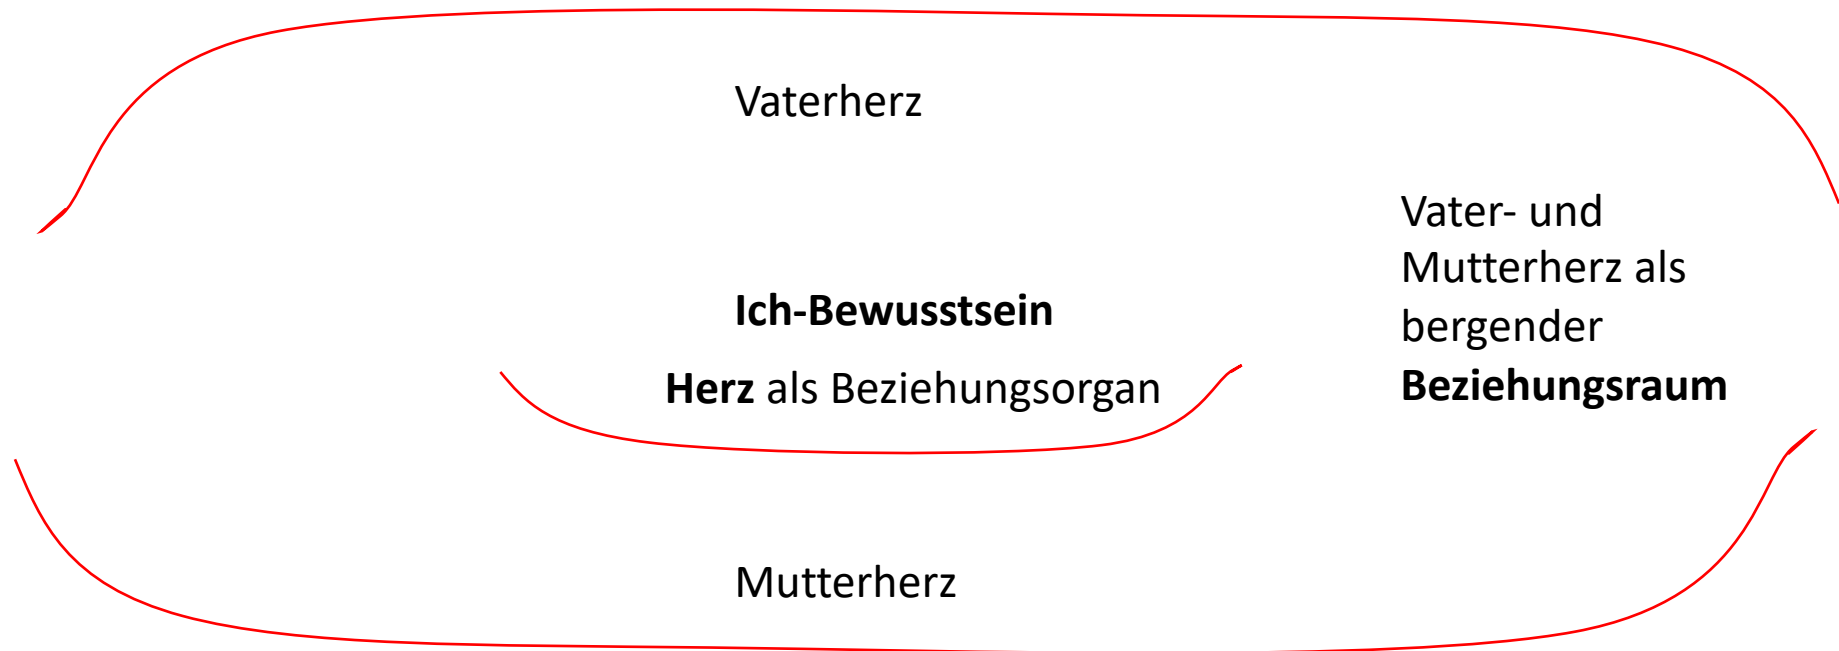 Vaterherz
Ich-Bewusstsein
Herz als Beziehungsorgan
Vater- und
Mutterherz als
bergender
Beziehungsraum
Mutterherz